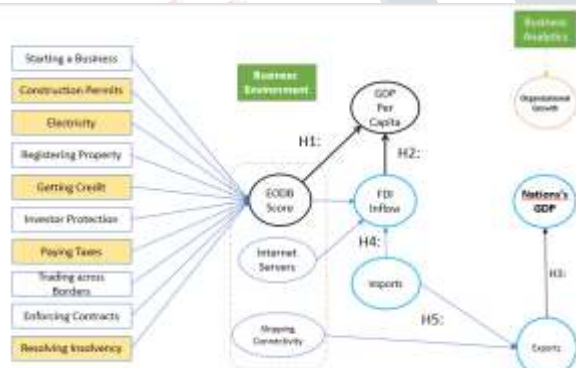 Starting a Business
Construction Permits
Electricity
Registering Property
Getting Credit
Investor Protection
Paying Taxes
Trading across
Borders
Enforcing Contracts
Resolving Insolvency
Business
Environment
EODB
Score
Internet
Servers
Shipping
Connectivity
H1:
GDP
Per
Capita
H2:
FDI
Inflow
H4:
Imports
H5:
Business
Analytics
Organizational
Growth
Nations's
GDP
H3:
Exports